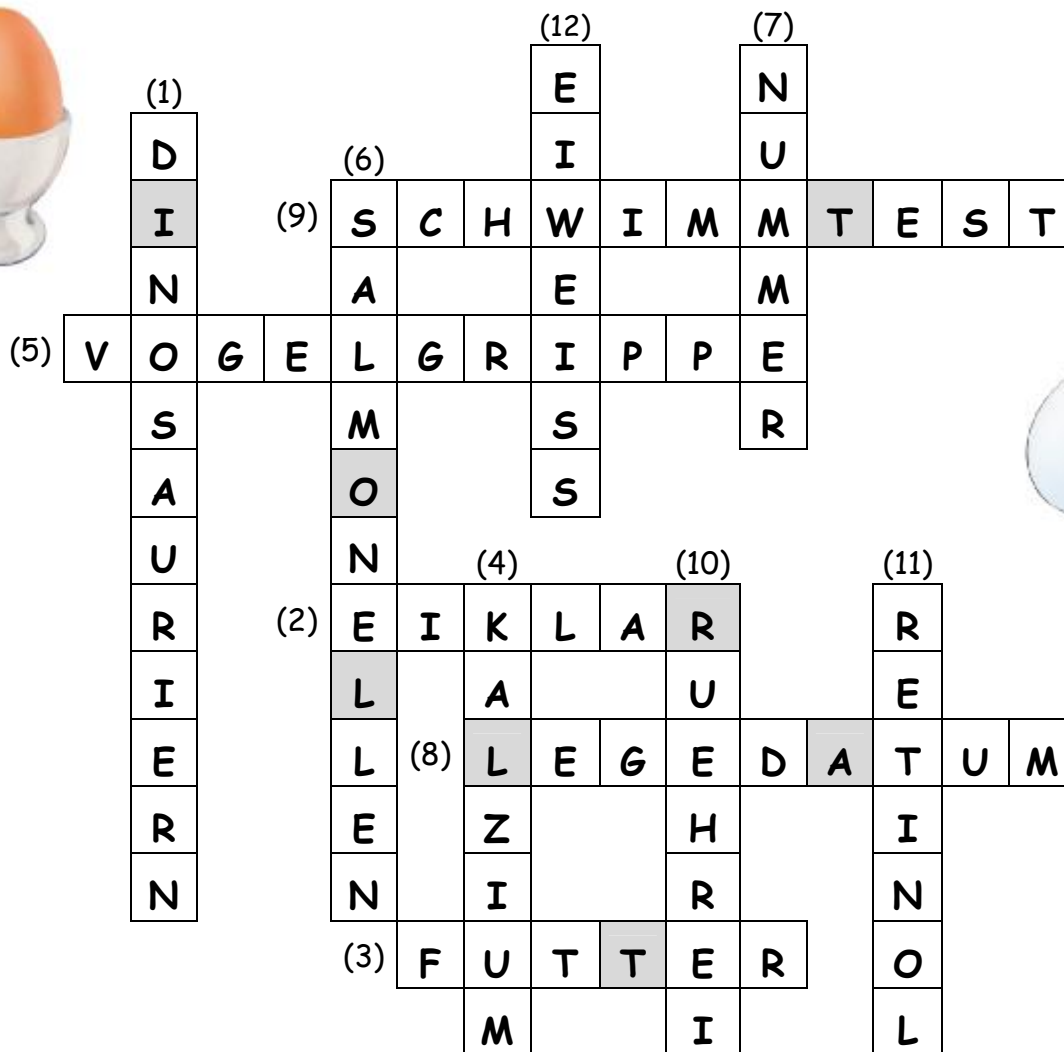 (12) (7)
E N
(1)
D (6) I U
I (9) S C H W I M M T E S T
N A E M
(5) V O G E L G R I P P E
S M S R
A O S
U N (4) (10) (11)
R (2) E I K L A R R
I L A U E
E L (8) L E G E D A T U M
R E Z H I
N N I R N
(3) F U T T E R O
M I L